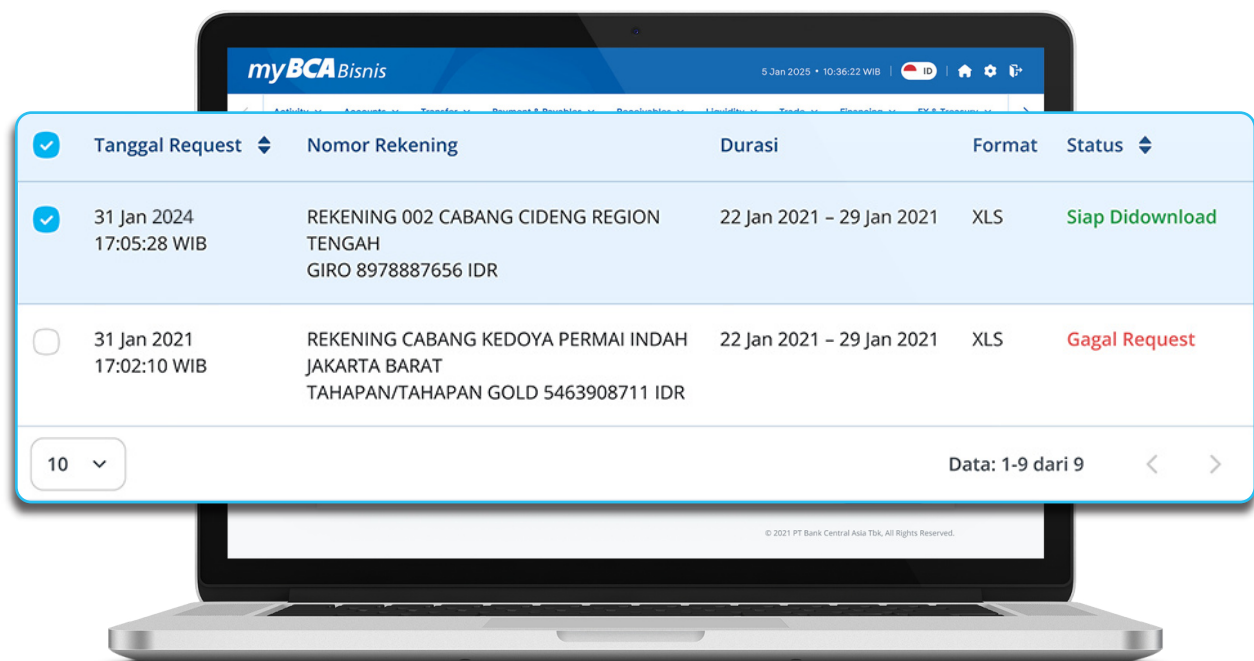 myBCA Bisnis
5 Jan 2025 • 10:36:22 WIB | ID
Tanggal Request Nomor Rekening Durasi Format Status
31 Jan 2024 REKENING 002 CABANG CIDENG REGION 22 Jan 2021 – 29 Jan 2021 XLS Siap Didownload
17:05:28 WIB TENGAH
GIRO 8978887656 IDR
31 Jan 2021 REKENING CABANG KEDOYA PERMAI INDAH 22 Jan 2021 – 29 Jan 2021 XLS Gagal Request
17:02:10 WIB JAKARTA BARAT
TAHAPAN/TAHAPAN GOLD 5463908711 IDR
10 Data: 1-9 dari 9
© 2021 PT Bank Central Asia Tbk, All Rights Reserved.